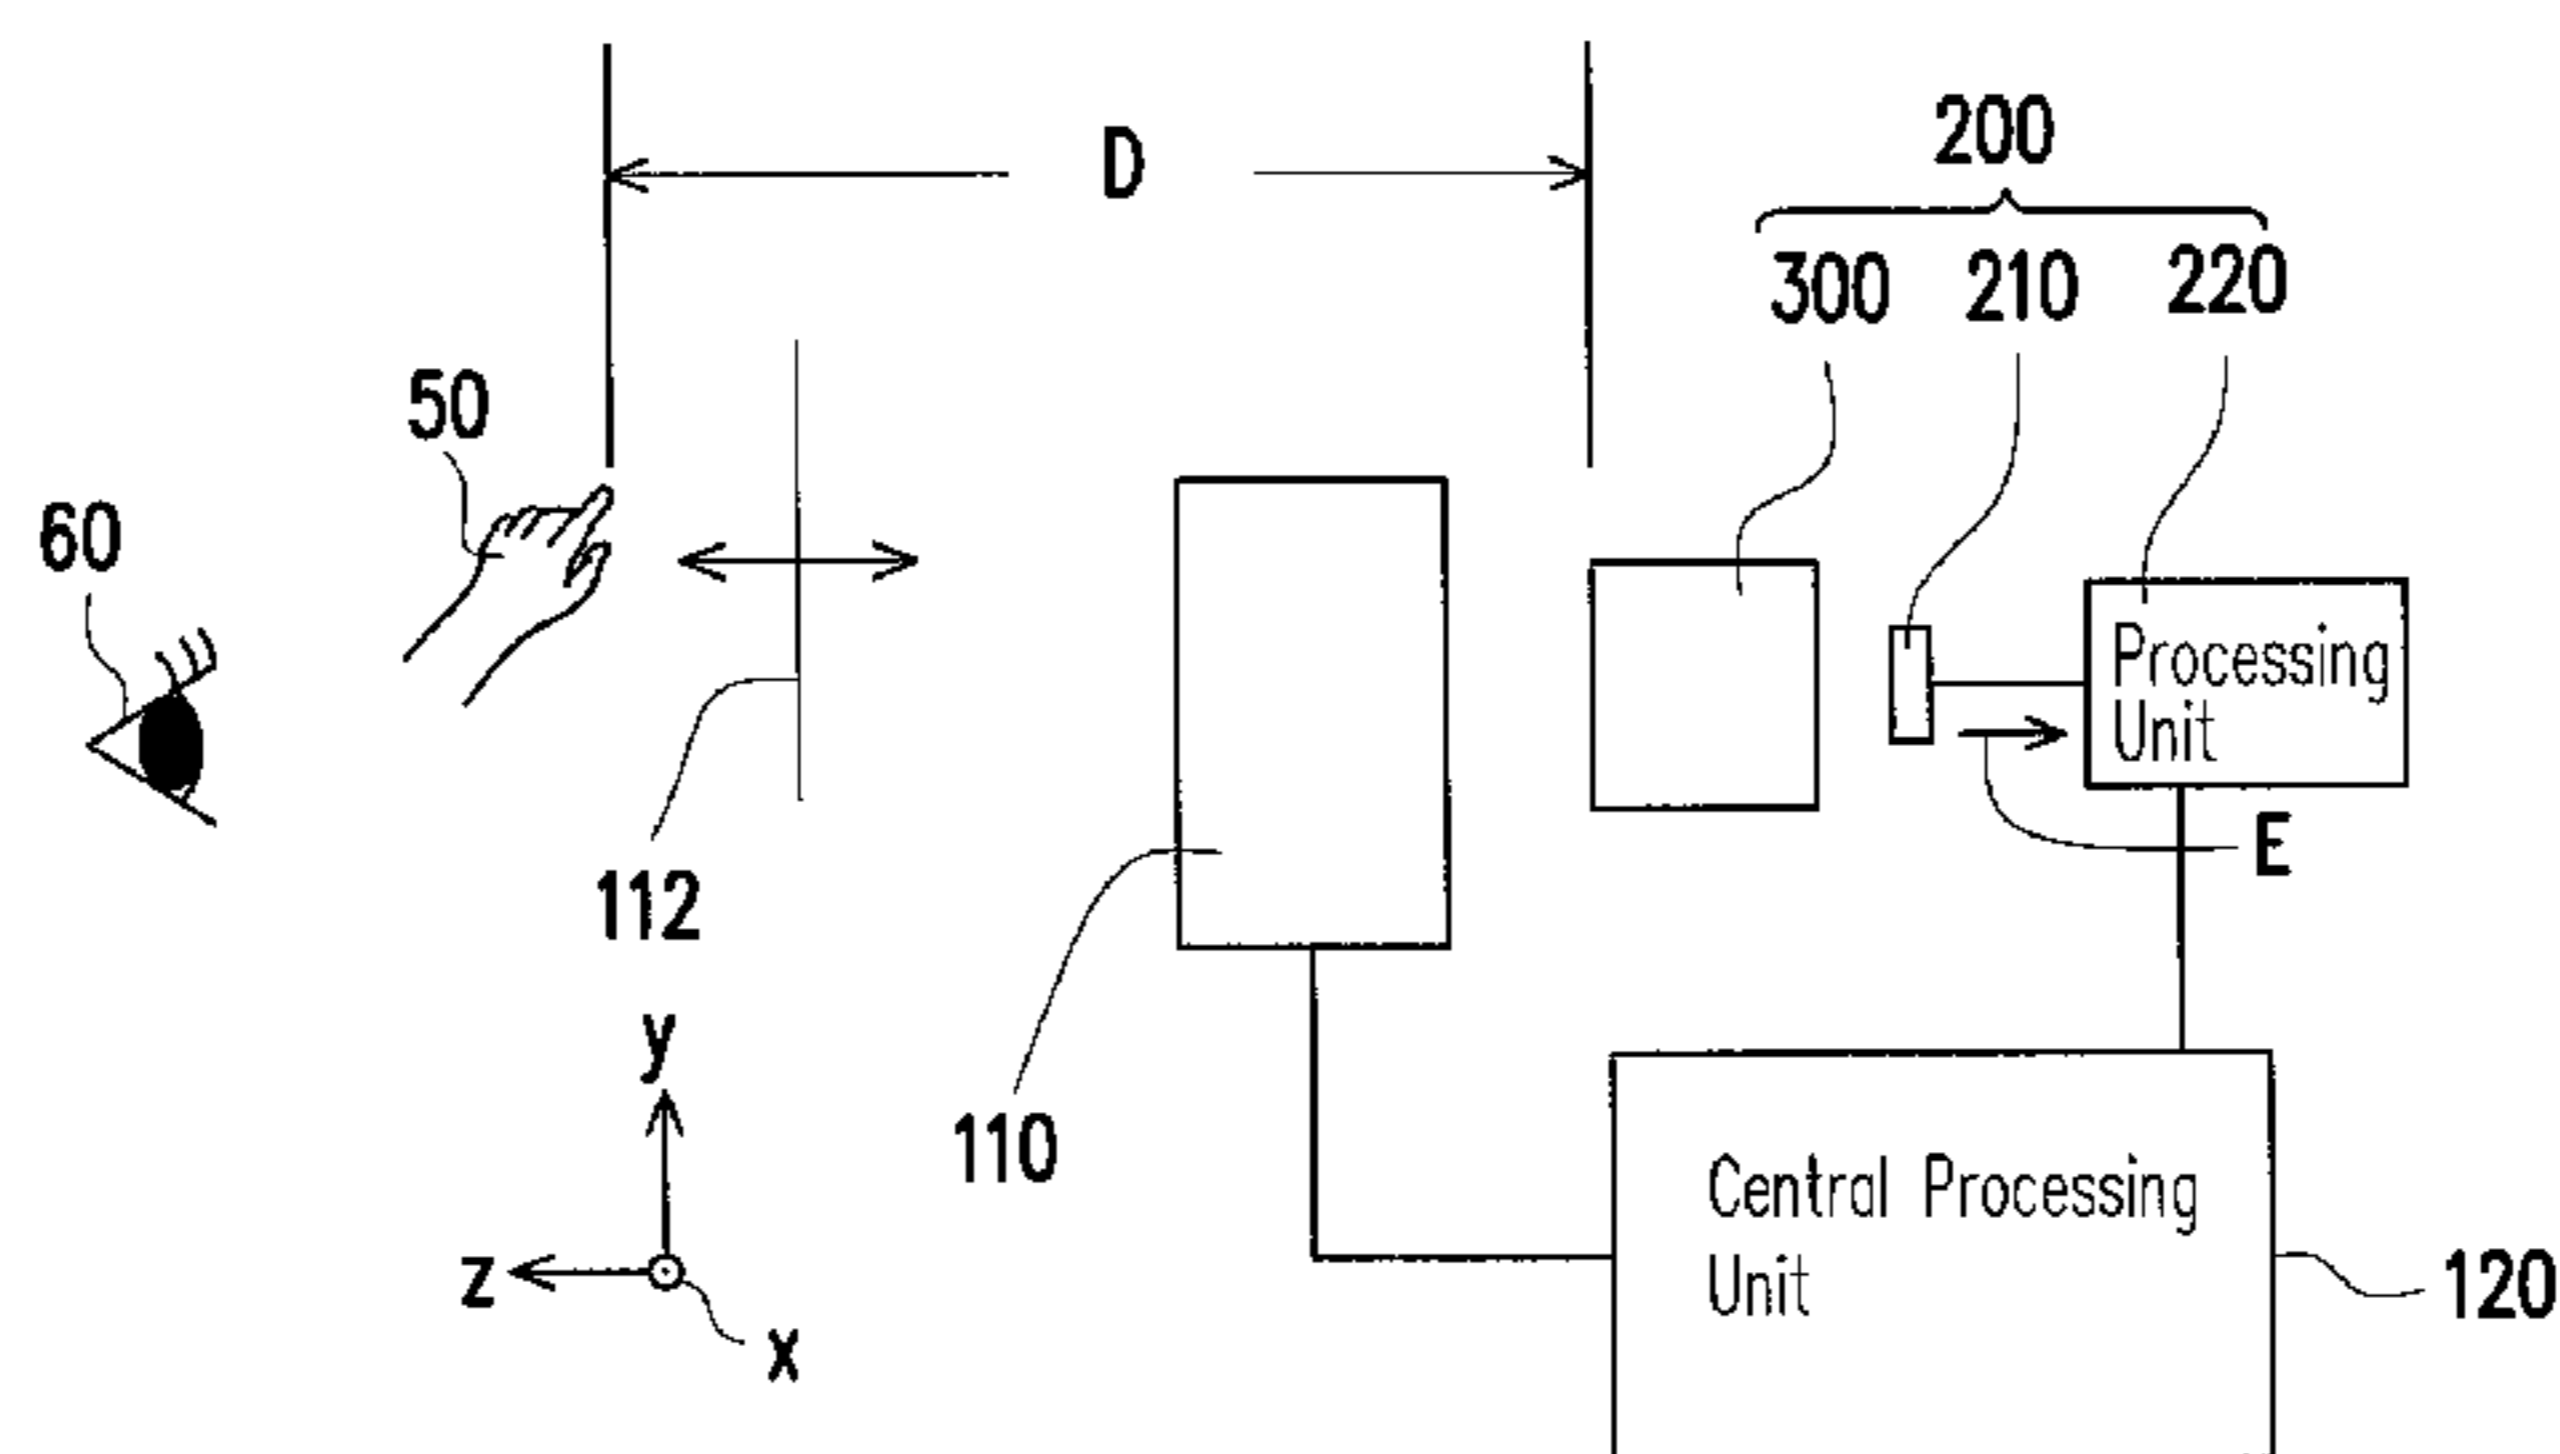 D
200
300 210 220
50
60
Processing
Unit
E
112
110
y
z
x
Central Processing
Unit
120